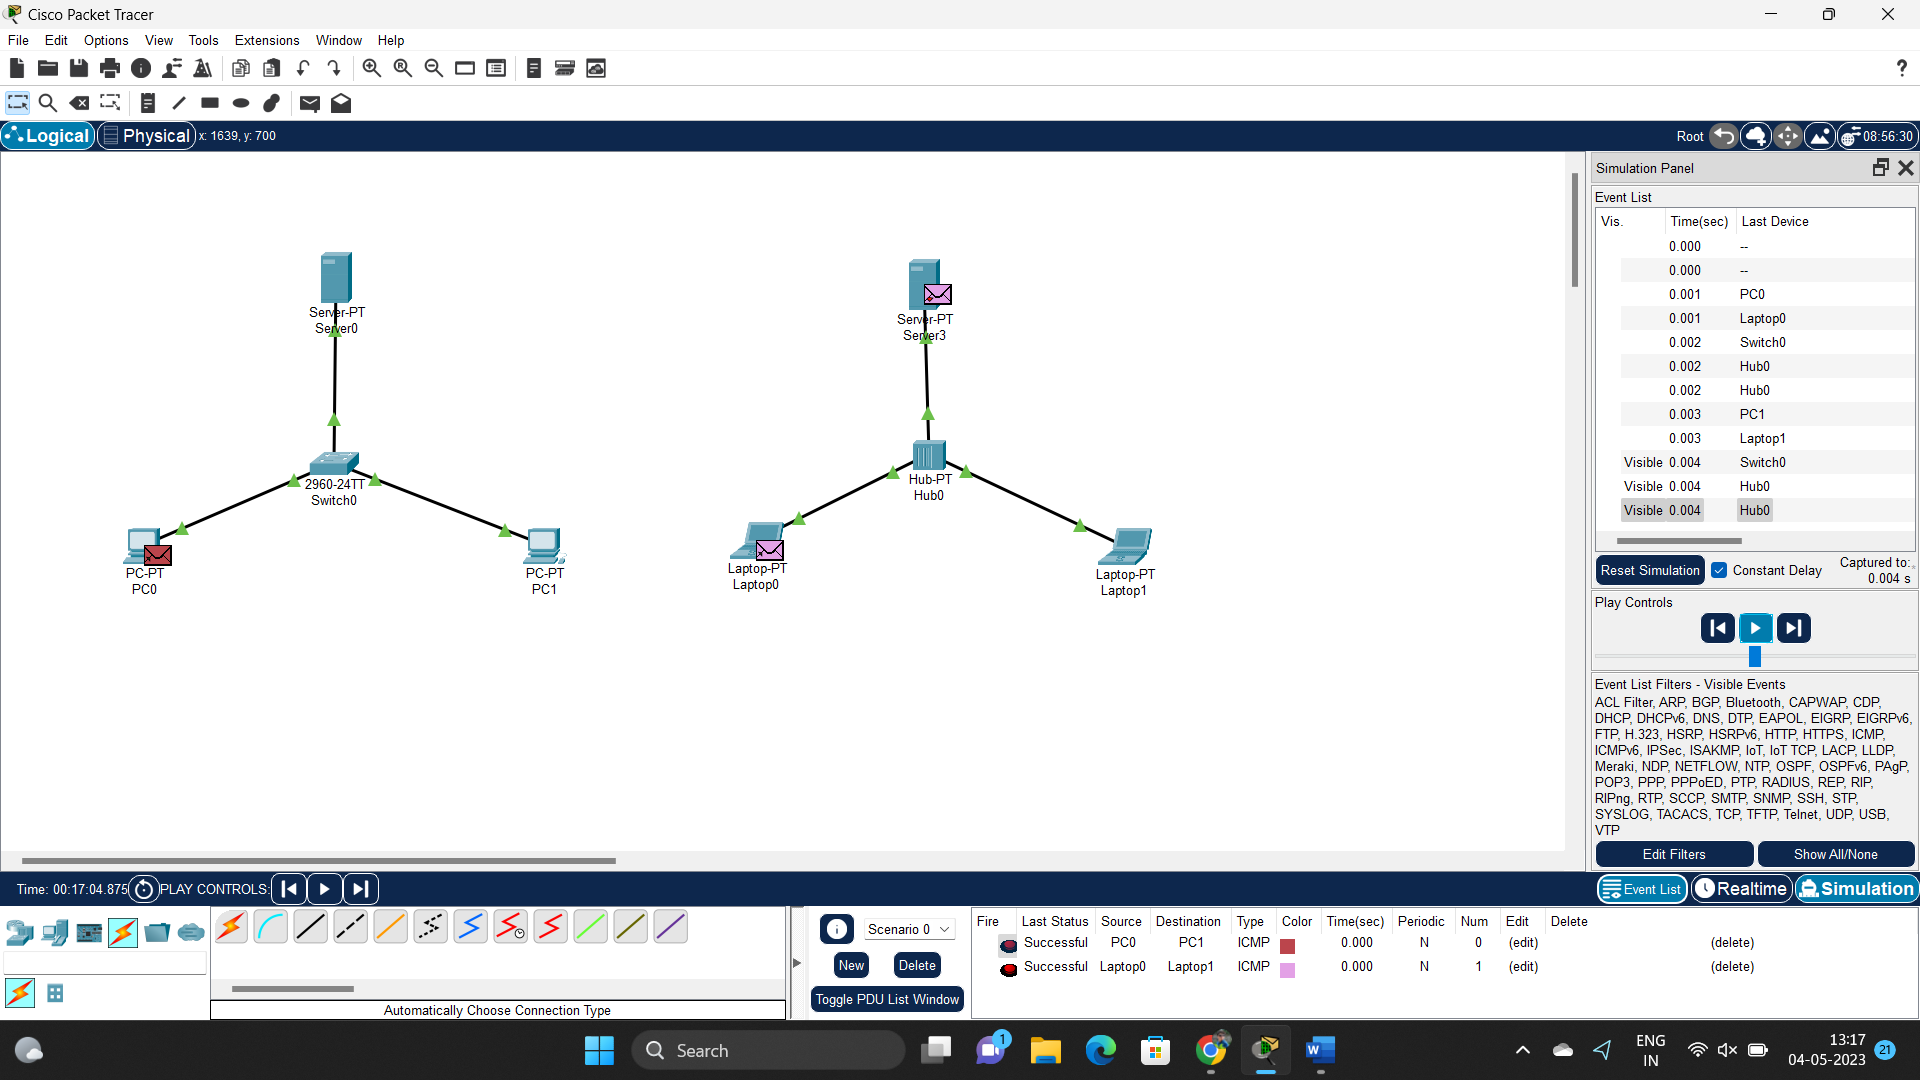 Cisco Packet Tracer
File Edit Options View Tools Extensions Window Help
Logical Physical x: 1639, y: 700 Root 08:56:30
Simulation Panel
Event List
Vis. Time(sec) Last Device
0.000 --
0.000 --
0.001 PC0
0.001 Laptop0
0.002 Switch0
0.002 Hub0
0.002 Hub0
0.003 PC1
0.003 Laptop1
Visible 0.004 Switch0
Visible 0.004 Hub0
Visible 0.004 Hub0
Reset Simulation Constant Delay Captured to:
0.004 s
Play Controls
Event List Filters - Visible Events
ACL Filter, ARP, BGP, Bluetooth, CAPWAP, CDP,
DHCP, DHCPv6, DNS, DTP, EAPOL, EIGRP, EIGRPv6,
FTP, H.323, HSRP, HSRPv6, HTTP, HTTPS, ICMP,
ICMPv6, IPSec, ISAKMP, IoT, IoT TCP, LACP, LLDP,
Meraki, NDP, NETFLOW, NTP, OSPF, OSPFv6, PAgP,
POP3, PPP, PPPoED, PTP, RADIUS, REP, RIP,
RIPng, RTP, SCCP, SMTP, SNMP, SSH, STP,
SYSLOG, TACACS, TCP, TFTP, Telnet, UDP, USB,
VTP
Edit Filters Show All/None
Server-PT
Server0
2960-24TT
Switch0
PC-PT
PC0
PC-PT
PC1
Server-PT
Server3
Hub-PT
Hub0
Laptop-PT
Laptop0
Laptop-PT
Laptop1
Time: 00:17:04.875 PLAY CONTROLS: Event List Realtime Simulation
Automatically Choose Connection Type
Scenario 0
New Delete
Toggle PDU List Window
Fire Last Status Source Destination Type Color Time(sec) Periodic Num Edit Delete
Successful PC0 PC1 ICMP 0.000 N 0 (edit) (delete)
Successful Laptop0 Laptop1 ICMP 0.000 N 1 (edit) (delete)
Search
1
W
ENG
IN
13:17
04-05-2023
21